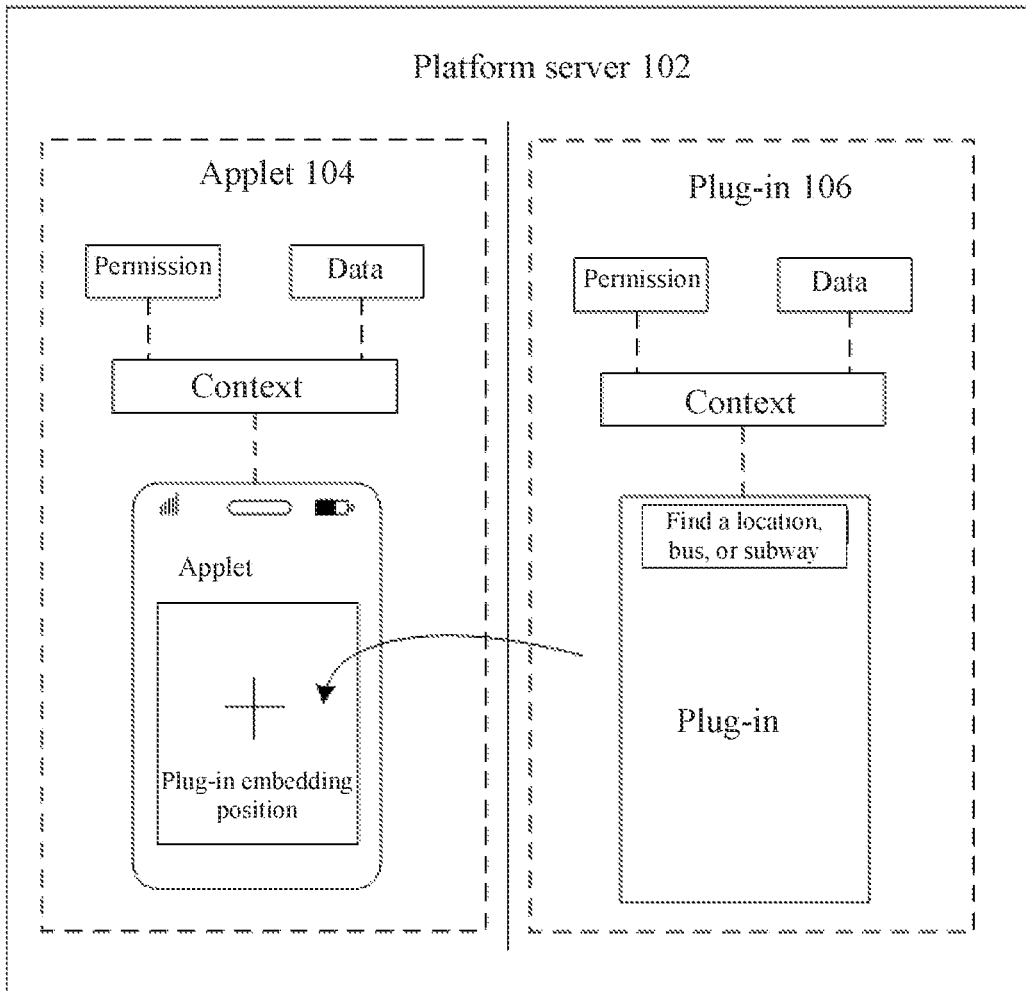 Platform server 102
Applet 104
Permission
Data
Context
Applet
Plug-in embedding
position
Plug-in 106
Permission
Data
Context
Find a location,
bus, or subway
Plug-in